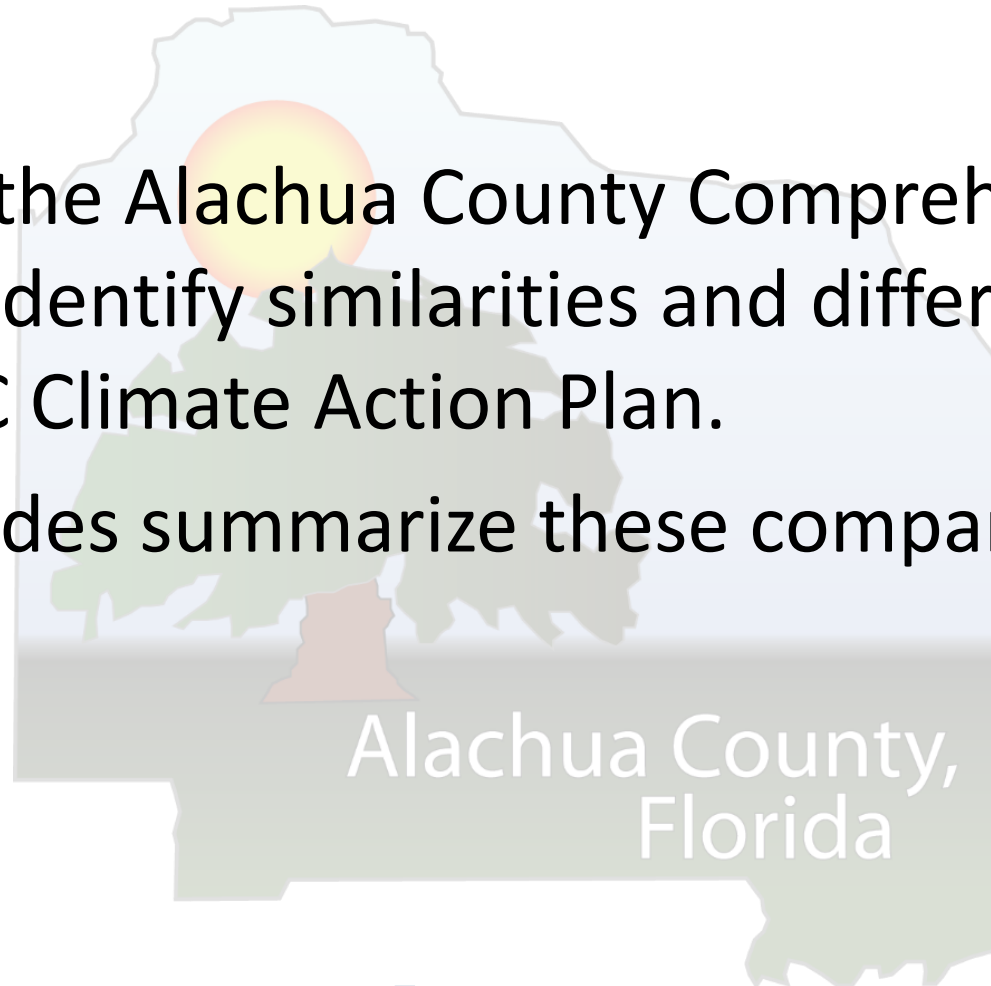 the Alachua County Compreh
dentify similarities and differ
C Climate Action Plan.
des summarize these compar
Alachua County,
Florida